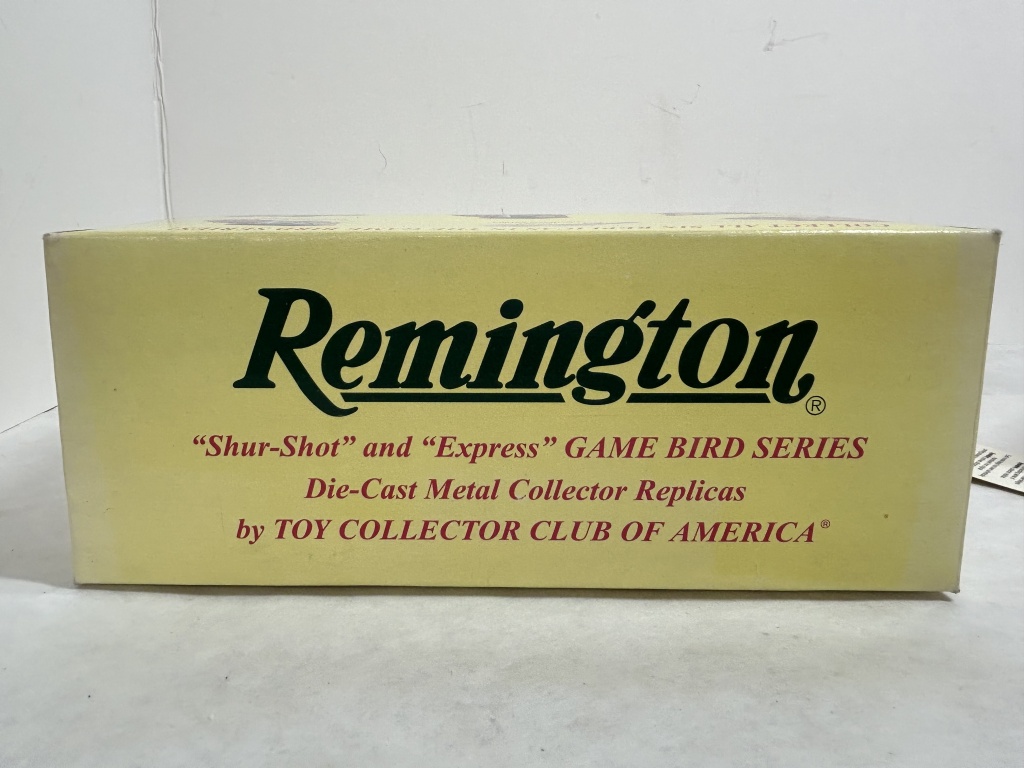 Remington®
“Shur-Shot” and “Express” GAME BIRD SERIES
Die-Cast Metal Collector Replicas
by TOY COLLECTOR CLUB OF AMERICA®